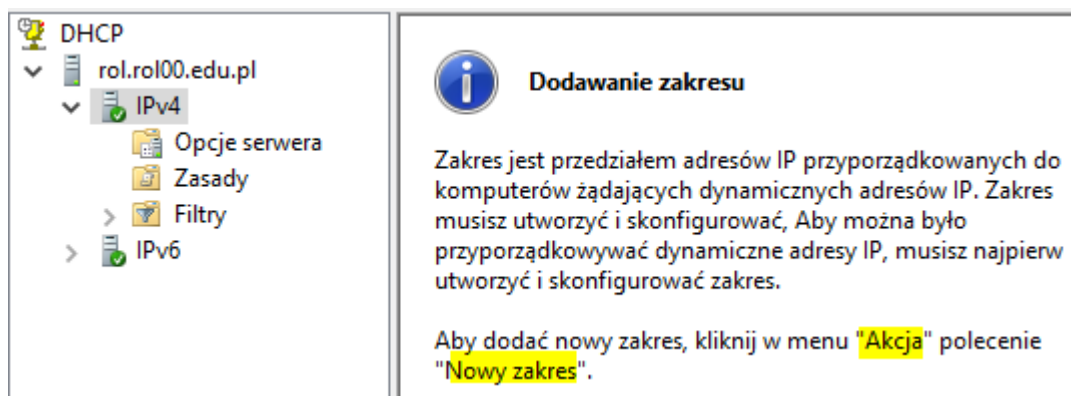 DHCP
rol.rol00.edu.pl
IPv4
Opcje serwera
Zasady
Filtry
IPv6
Dodawanie zakresu
Zakres jest przedziałem adresów IP przyporządkowanych do
komputerów żądających dynamicznych adresów IP. Zakres
musisz utworzyć i skonfigurować, Aby można było
przyporządkowywać dynamiczne adresy IP, musisz najpierw
utworzyć i skonfigurować zakres.
Aby dodać nowy zakres, kliknij w menu "Akcja" polecenie
"Nowy zakres".